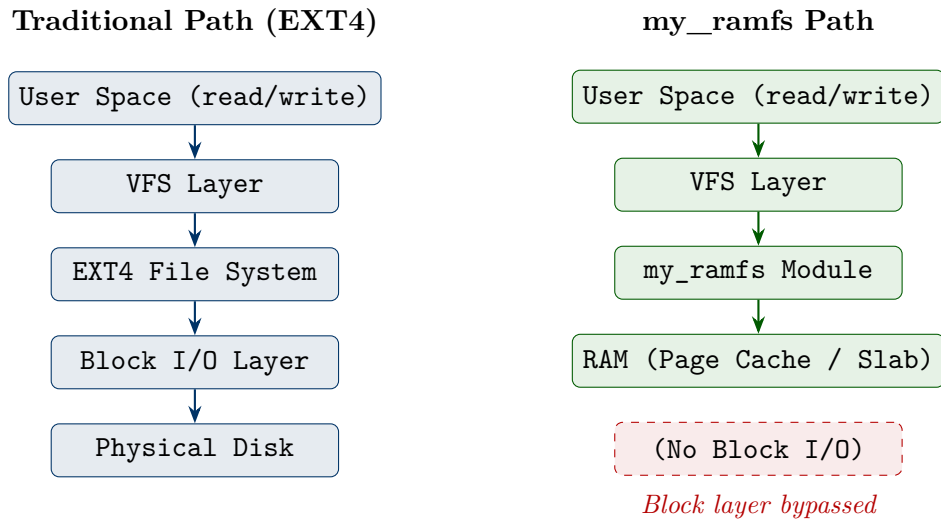 Traditional Path (EXT4)
User Space (read/write)
VFS Layer
EXT4 File System
Block I/O Layer
Physical Disk
my_ramfs Path
User Space (read/write)
VFS Layer
my_ramfs Module
RAM (Page Cache / Slab)
(No Block I/O)
Block layer bypassed